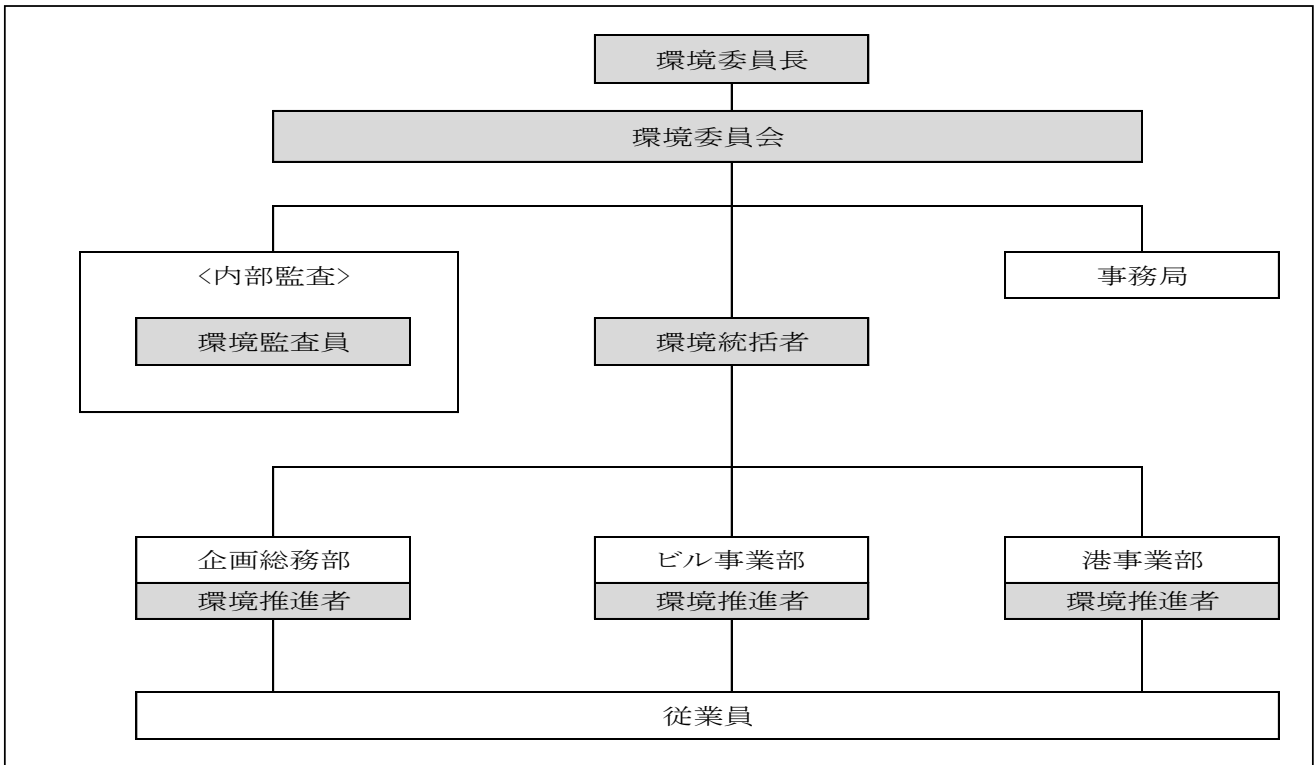 環境委員長
環境委員会
<内部監査>
事務局
環境監査員
環境統括者
企画総務部
ビル事業部
港事業部
環境推進者
環境推進者
環境推進者
従業員